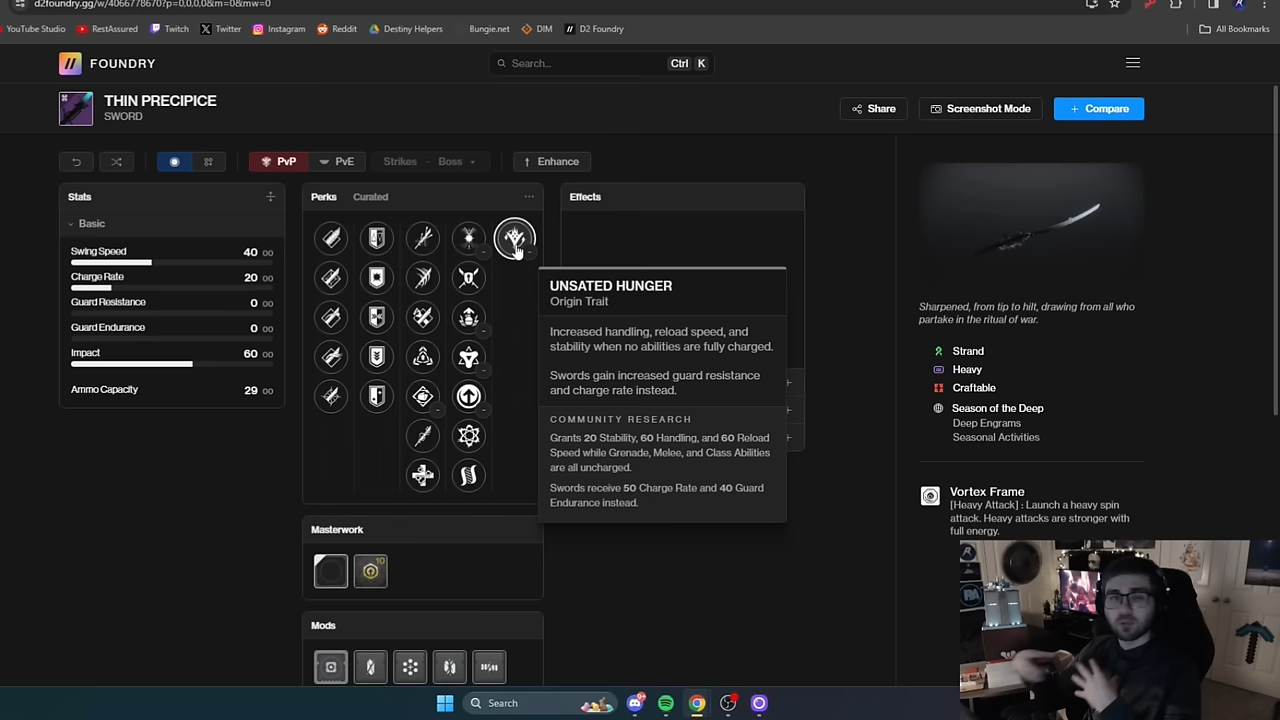 d2foundry.gg/w/4066778670?p=0,0,0,0&m=0&mw=0
YouTube Studio
RestAssured
Twitch
Twitter
Instagram
Reddit
Destiny Helpers
Bungie.net
DIM
D2 Foundry
All Bookmarks
FOUNDRY
Search...
Ctrl
K
THIN PRECIPICE
SWORD
Share
Screenshot Mode
+ Compare
PvP
PvE
Strikes - Boss
Enhance
Stats
Basic
Swing Speed 40
Charge Rate 20
Guard Resistance 0
Guard Endurance 0
Impact 60
Ammo Capacity 29
Perks
Curated
Effects
UNSATED HUNGER
Origin Trait
Increased handling, reload speed, and
stability when no abilities are fully charged.
Swords gain increased guard resistance
and charge rate instead.
COMMUNITY RESEARCH
Grants 20 Stability, 60 Handling, and 60 Reload
Speed while Grenade, Melee, and Class Abilities
are all uncharged.
Swords receive 50 Charge Rate and 40 Guard
Endurance instead.
Masterwork
10
Mods
Sharpened, from tip to hilt, drawing from all who
partake in the ritual of war.
Strand
Heavy
Craftable
Season of the Deep
Deep Engrams
Seasonal Activities
Vortex Frame
[Heavy Attack] : Launch a heavy spin
attack. Heavy attacks are stronger with
full energy.
Search